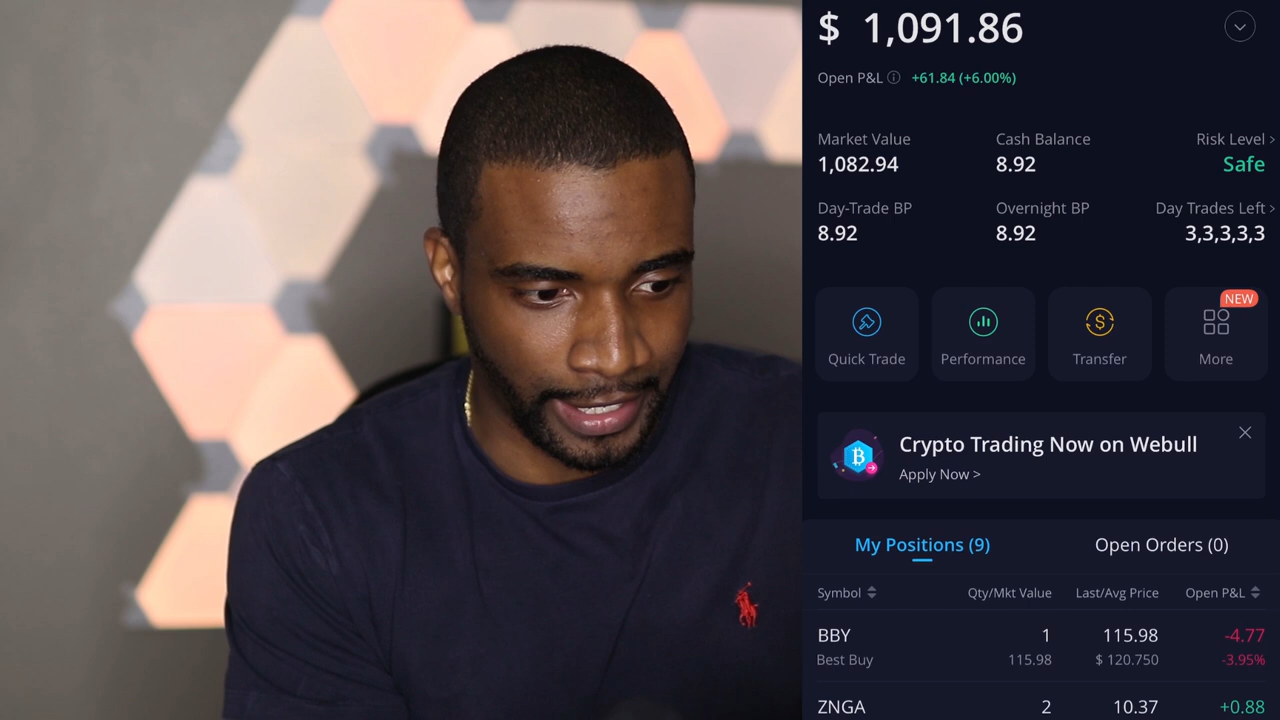 $ 1,091.86
Open P&L +61.84 (+6.00%)
Market Value Cash Balance Risk Level >
1,082.94 8.92 Safe
Day-Trade BP Overnight BP Day Trades Left >
8.92 8.92 3,3,3,3,3
NEW
Quick Trade Performance Transfer More
Crypto Trading Now on Webull
Apply Now >
My Positions (9) Open Orders (0)
Symbol Qty/Mkt Value Last/Avg Price Open P&L
BBY 1 115.98 -4.77
Best Buy 115.98 $ 120.750 -3.95%
ZNGA 2 10.37 +0.88